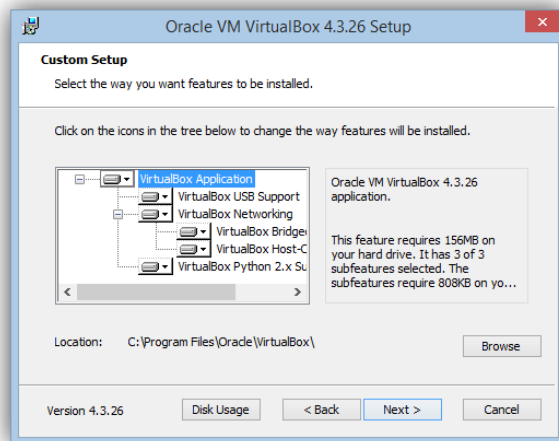 Oracle VM VirtualBox 4.3.26 Setup
Custom Setup
Select the way you want features to be installed.
Click on the icons in the tree below to change the way features will be installed.
VirtualBox Application
VirtualBox USB Support
VirtualBox Networking
VirtualBox Bridge
VirtualBox Host-C
VirtualBox Python 2.x Su
Oracle VM VirtualBox 4.3.26
application.
This feature requires 156MB on
your hard drive. It has 3 of 3
subfeatures selected. The
subfeatures require 808KB on yo...
Location: C:\Program Files\Oracle\VirtualBox\
Browse
Version 4.3.26 Disk Usage < Back Next > Cancel